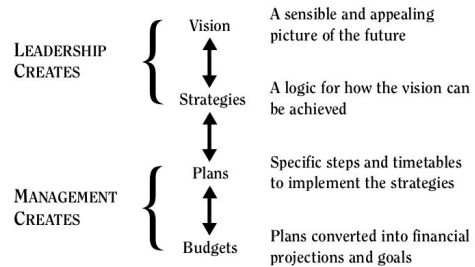 LEADERSHIP
CREATES
Vision
A sensible and appealing
picture of the future
Strategies
A logic for how the vision can
be achieved
MANAGEMENT
CREATES
Plans
Specific steps and timetables
to implement the strategies
Budgets
Plans converted into financial
projections and goals